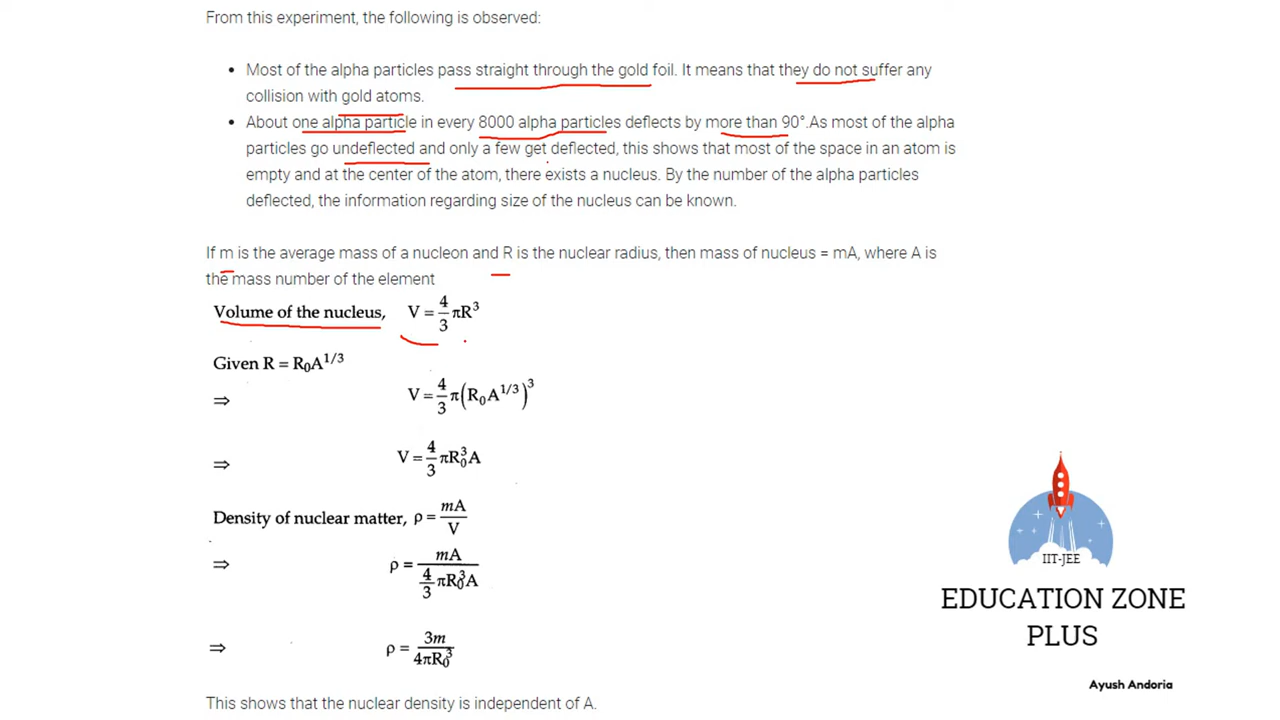 From this experiment, the following is observed:
• Most of the alpha particles pass straight through the gold foil. It means that they do not suffer any
collision with gold atoms.
• About one alpha particle in every 8000 alpha particles deflects by more than 90°.As most of the alpha
particles go undeflected and only a few get deflected, this shows that most of the space in an atom is
empty and at the center of the atom, there exists a nucleus. By the number of the alpha particles
deflected, the information regarding size of the nucleus can be known.
If m is the average mass of a nucleon and R is the nuclear radius, then mass of nucleus = mA, where A is
the mass number of the element
Volume of the nucleus, V = 4/3 πR³
Given R = R₀A^1/3
⇒ V = 4/3 π(R₀A^1/3)³
⇒ V = 4/3 πR₀³A
Density of nuclear matter, ρ = mA/V
⇒ ρ = mA / (4/3 πR₀³A)
⇒ ρ = 3m / 4πR₀³
This shows that the nuclear density is independent of A.
IIT-JEE
EDUCATION ZONE
PLUS
Ayush Andoria